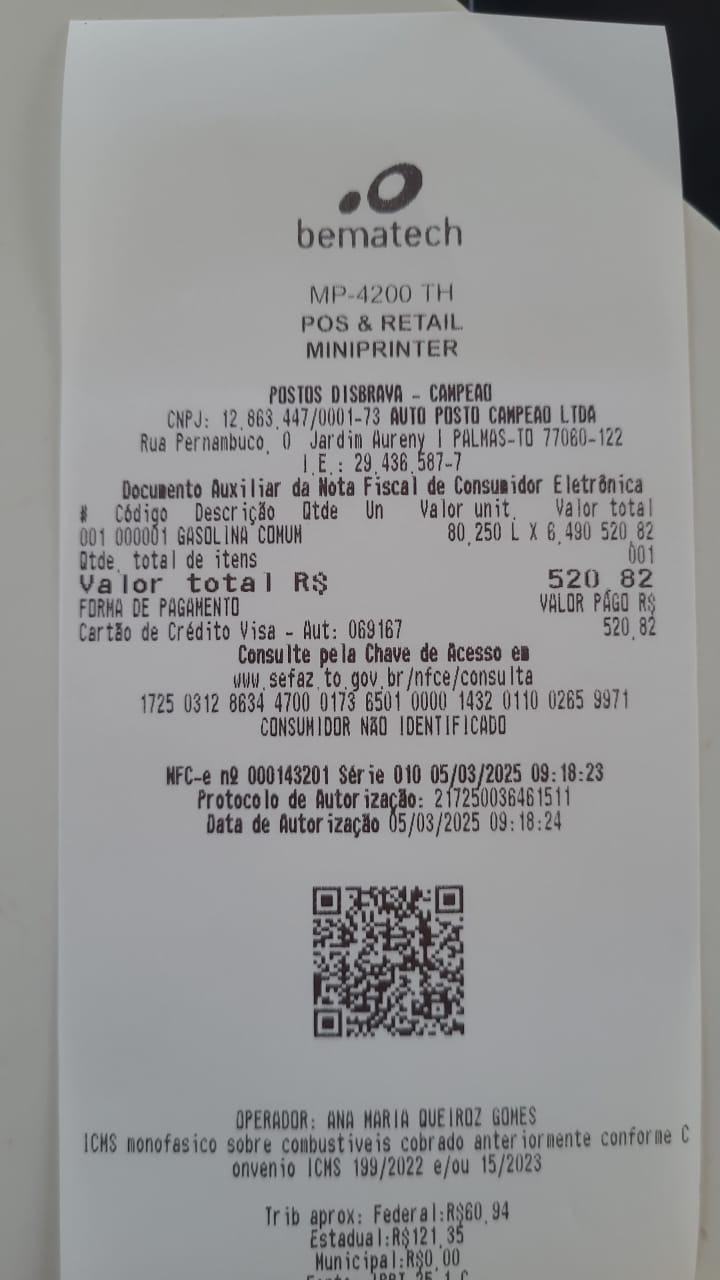 bematech
MP-4200 TH
POS & RETAIL
MINIPRINTER
POSTOS DISBRAVA - CAMPEAO
CNPJ: 12.863.447/0001-73 AUTO POSTO CAMPEAO LTDA
Rua Pernambuco, 0 Jardim Aureny I PALMAS-TO 77060-122
I.E.: 29.436.587-7
Documento Auxiliar da Nota Fiscal de Consumidor Eletrônica
# Código Descrição Qtde Un Valor unit. Valor total
001 000001 GASOLINA COMUM 80,250 L X 6,490 520,82
Qtde. total de itens 001
Valor total R$ 520,82
FORMA DE PAGAMENTO VALOR PAGO R$
Cartão de Crédito Visa - Aut: 069167 520,82
Consulte pela Chave de Acesso em
www.sefaz.to.gov.br/nfce/consulta
1725 0312 8634 4700 0173 6501 0000 1432 0110 0265 9971
CONSUMIDOR NÃO IDENTIFICADO
NFC-e nº 000143201 Série 010 05/03/2025 09:18:23
Protocolo de Autorização: 217250036461511
Data de Autorização 05/03/2025 09:18:24
OPERADOR: ANA MARIA QUEIROZ GOMES
ICMS monofasico sobre combustiveis cobrado anteriormente conforme C
onvenio ICMS 199/2022 e/ou 15/2023
Trib aprox: Federal:R$60,94
Estadual:R$121,35
Municipal:R$0,00